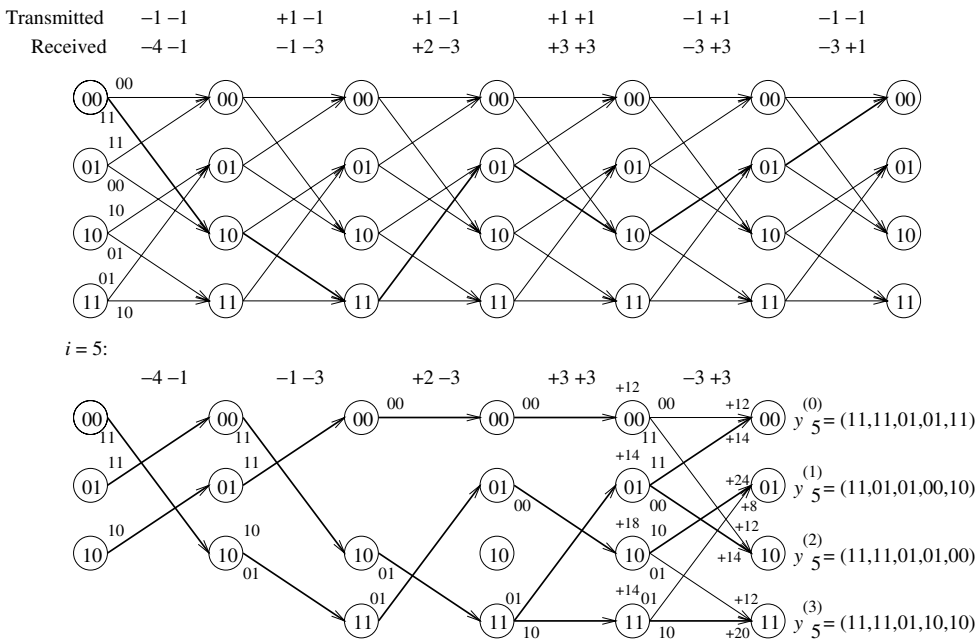 Transmitted −1 −1 +1 −1 +1 −1 +1 +1 −1 +1 −1 −1
Received −4 −1 −1 −3 +2 −3 +3 +3 −3 +3 −3 +1
00
00 00 00 00 00 00 00
11
11
01 01 01 01 01 01 01
00
10
10 10 10 10 10 10 10
01
01
11 11 11 11 11 11 11
10
i = 5:
−4 −1 −1 −3 +2 −3 +3 +3 −3 +3
+12
00 00 00 +12
00 00 00 00 00 00 y(0)5 = (11,11,01,01,11)
11 11 11 +14
11 11 +14 11
01 01 01 01 +24 01 y(1)5 = (11,01,01,00,10)
00 00 +8
10 10 +18 10 +12
10 10 10 10 10 10 y(2)5 = (11,11,01,01,00)
01 01 01 +14
01 01 +14 01 +12
11 11 11 11 y(3)5 = (11,11,01,10,10)
10 10 +20